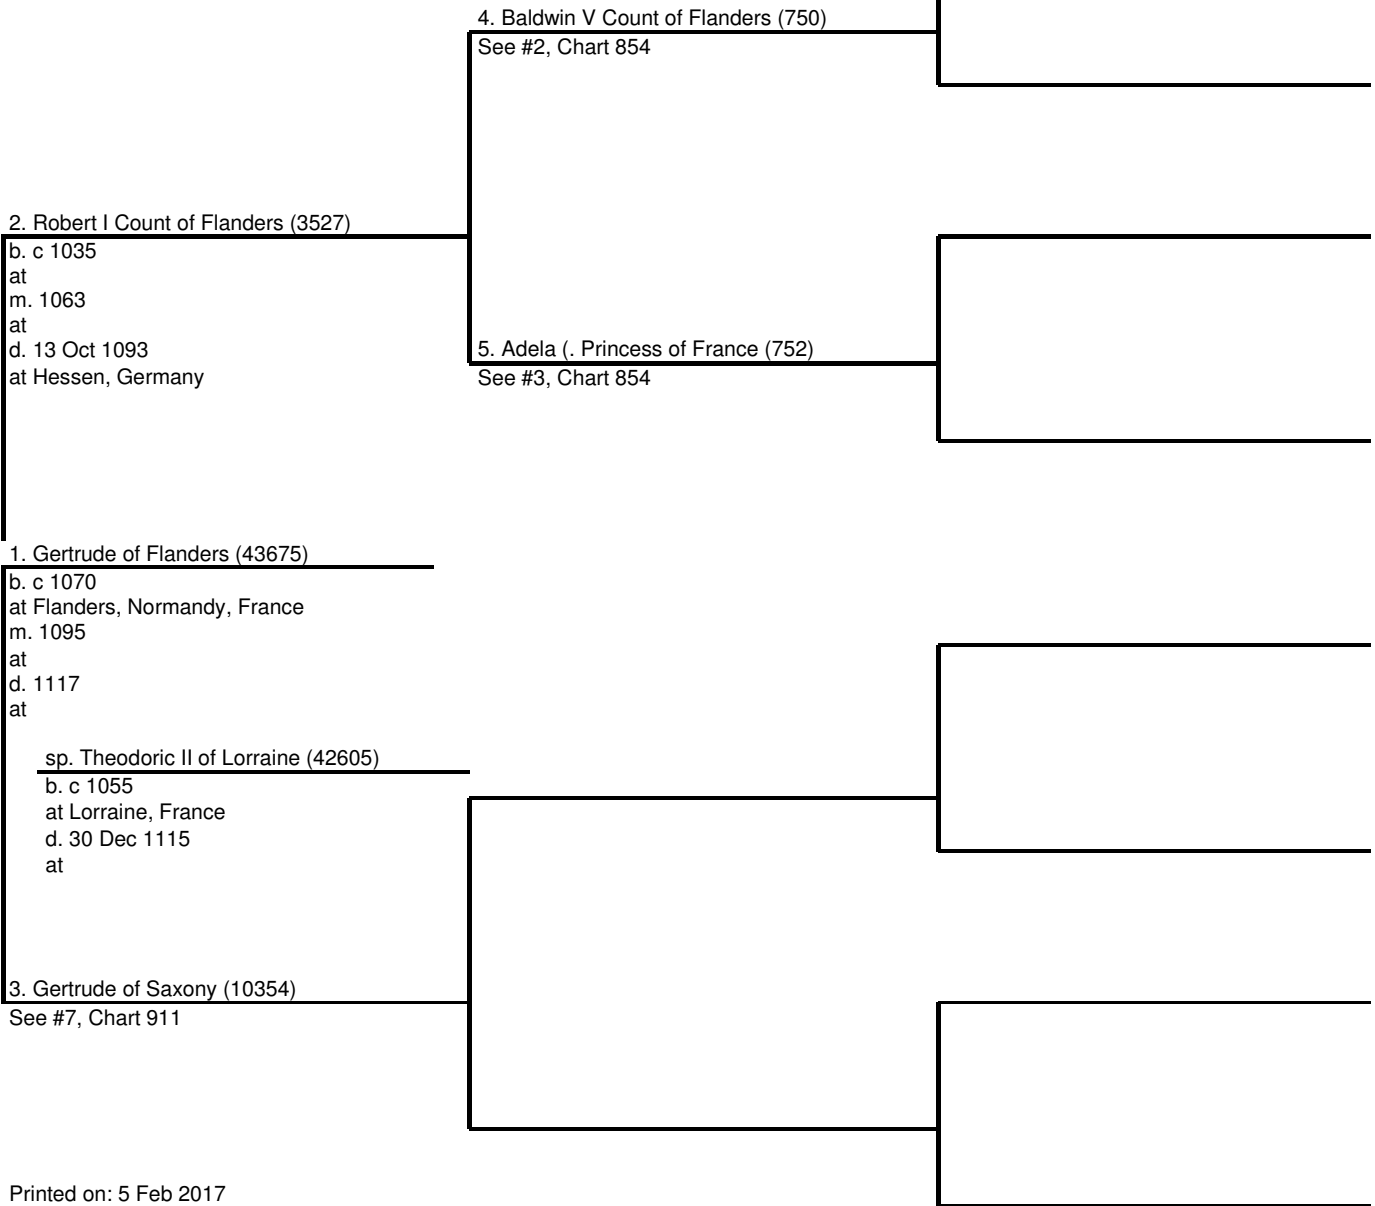 4. Baldwin V Count of Flanders (750)
See #2, Chart 854
2. Robert I Count of Flanders (3527)
b. c 1035
at
m. 1063
at
d. 13 Oct 1093
at Hessen, Germany
5. Adela (. Princess of France (752)
See #3, Chart 854
1. Gertrude of Flanders (43675)
b. c 1070
at Flanders, Normandy, France
m. 1095
at
d. 1117
at
sp. Theodoric II of Lorraine (42605)
b. c 1055
at Lorraine, France
d. 30 Dec 1115
at
3. Gertrude of Saxony (10354)
See #7, Chart 911
Printed on: 5 Feb 2017